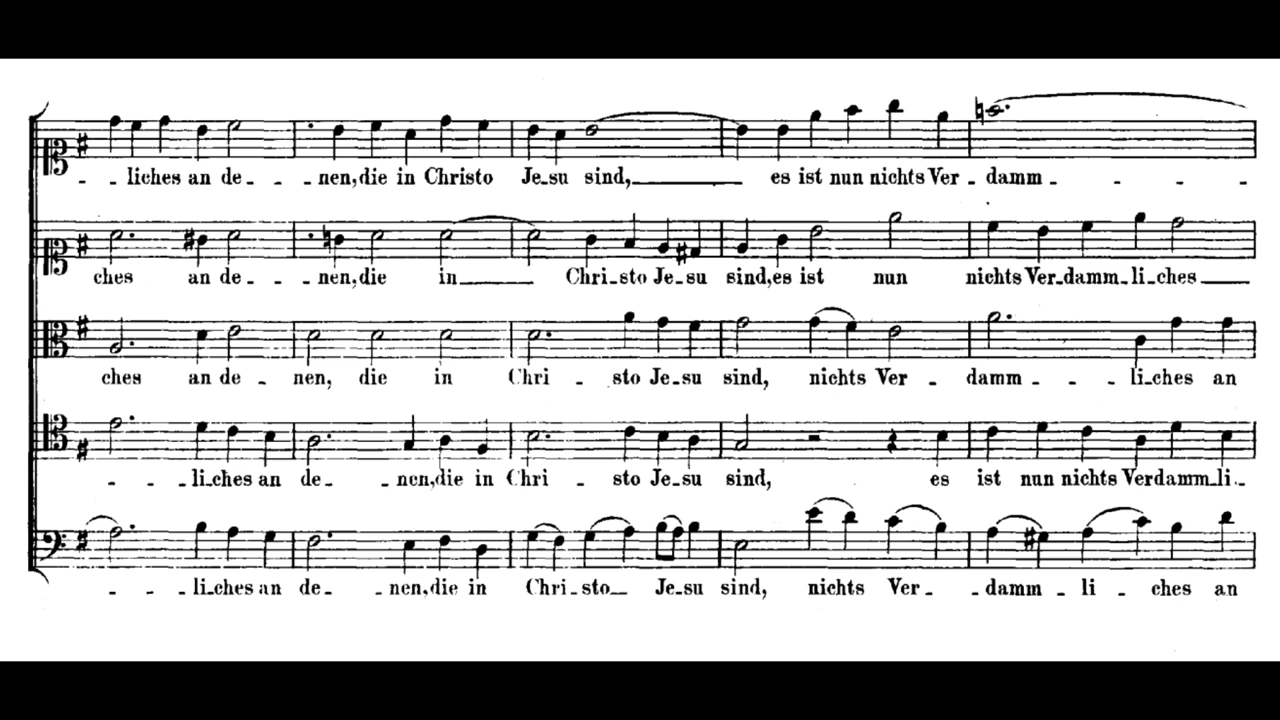 - - liches an de - - nen, die in Christo Je-su sind, es ist nun nichts Ver - damm - - - -
ches an de - - nen, die in Chri-sto Je-su sind, es ist nun nichts Ver-damm-li-ches
ches an de - nen, die in Chri - sto Je-su sind, nichts Ver - damm - - - li-ches an
- - - li-ches an de - - nen, die in Chri - sto Je-su sind, es ist nun nichts Verdamm-li-
- - - li-ches an de - - nen, die in Chri-sto Je-su sind, nichts Ver - - damm - li - ches an